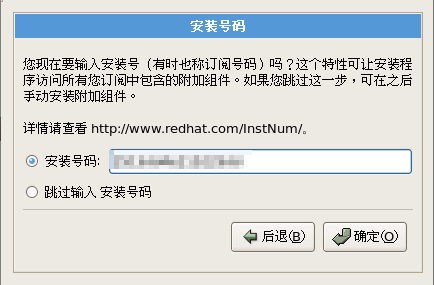 安装号码
您现在要输入安装号（有时也称订阅号码）吗？这个特性可让安装程
序访问所有您订阅中包含的附加组件。如果您跳过这一步，可在之后
手动安装附加组件。
详情请查看 http://www.redhat.com/InstNum/。
安装号码:
跳过输入 安装号码
后退(B)
确定(O)